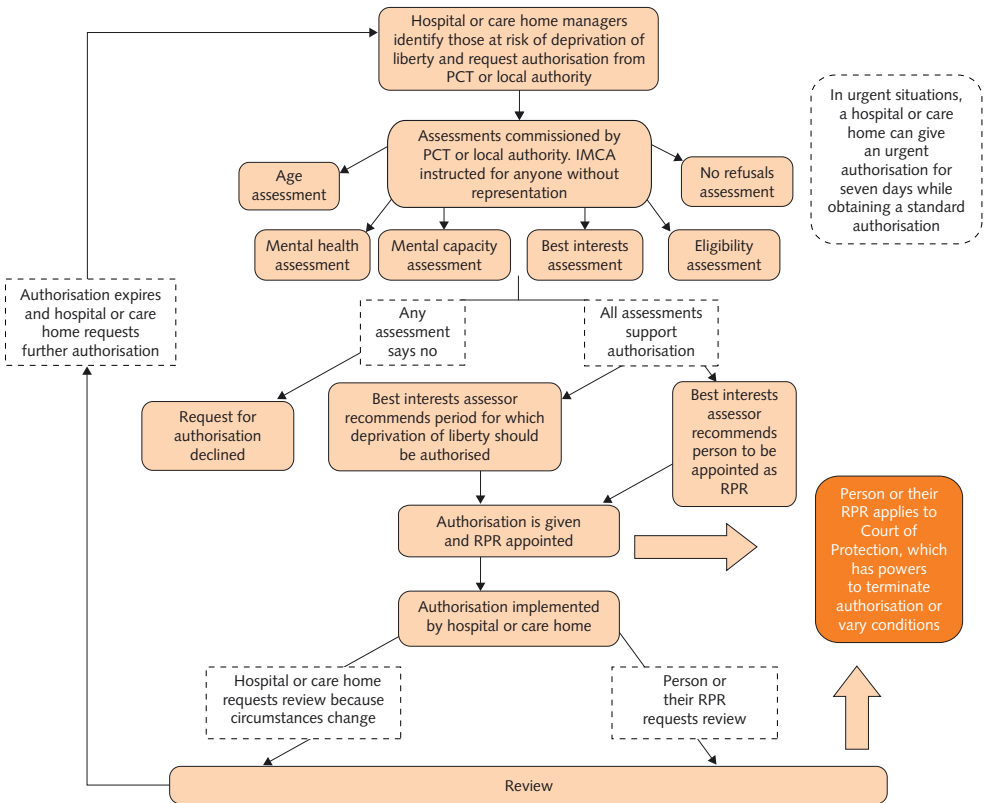 Hospital or care home managers
identify those at risk of deprivation of
liberty and request authorisation from
PCT or local authority
In urgent situations,
a hospital or care
home can give
an urgent
authorisation for
seven days while
obtaining a standard
authorisation
Assessments commissioned by
PCT or local authority. IMCA
instructed for anyone without
representation
Age
assessment
No refusals
assessment
Mental health
assessment
Mental capacity
assessment
Best interests
assessment
Eligibility
assessment
Authorisation expires
and hospital or care
home requests
further authorisation
Any
assessment
says no
All assessments
support
authorisation
Request for
authorisation
declined
Best interests assessor
recommends period for which
deprivation of liberty should
be authorised
Best interests
assessor
recommends
person to be
appointed as
RPR
Authorisation is given
and RPR appointed
Person or their
RPR applies to
Court of
Protection, which
has powers
to terminate
authorisation or
vary conditions
Authorisation implemented
by hospital or care home
Hospital or care home
requests review because
circumstances change
Person or
their RPR
requests review
Review